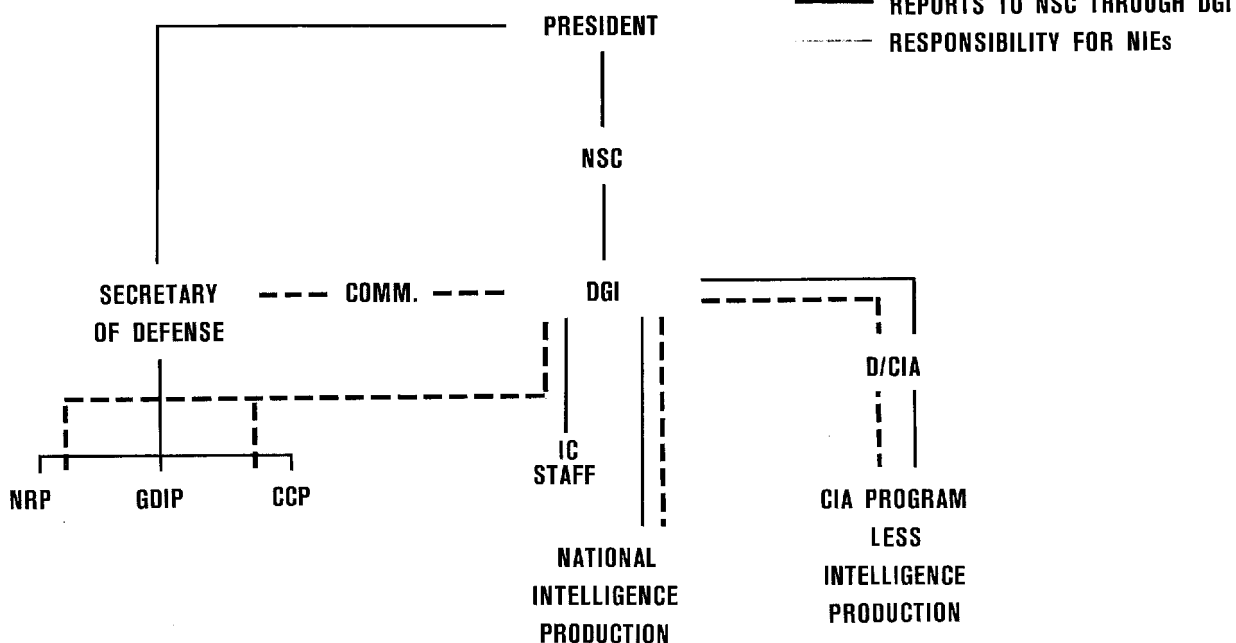 REPORTS TO NSC THROUGH DGI
PRESIDENT
RESPONSIBILITY FOR NIEs
NSC
SECRETARY
OF DEFENSE
COMM.
DGI
D/CIA
IC
STAFF
NRP
GDIP
CCP
NATIONAL
INTELLIGENCE
PRODUCTION
CIA PROGRAM
LESS
INTELLIGENCE
PRODUCTION